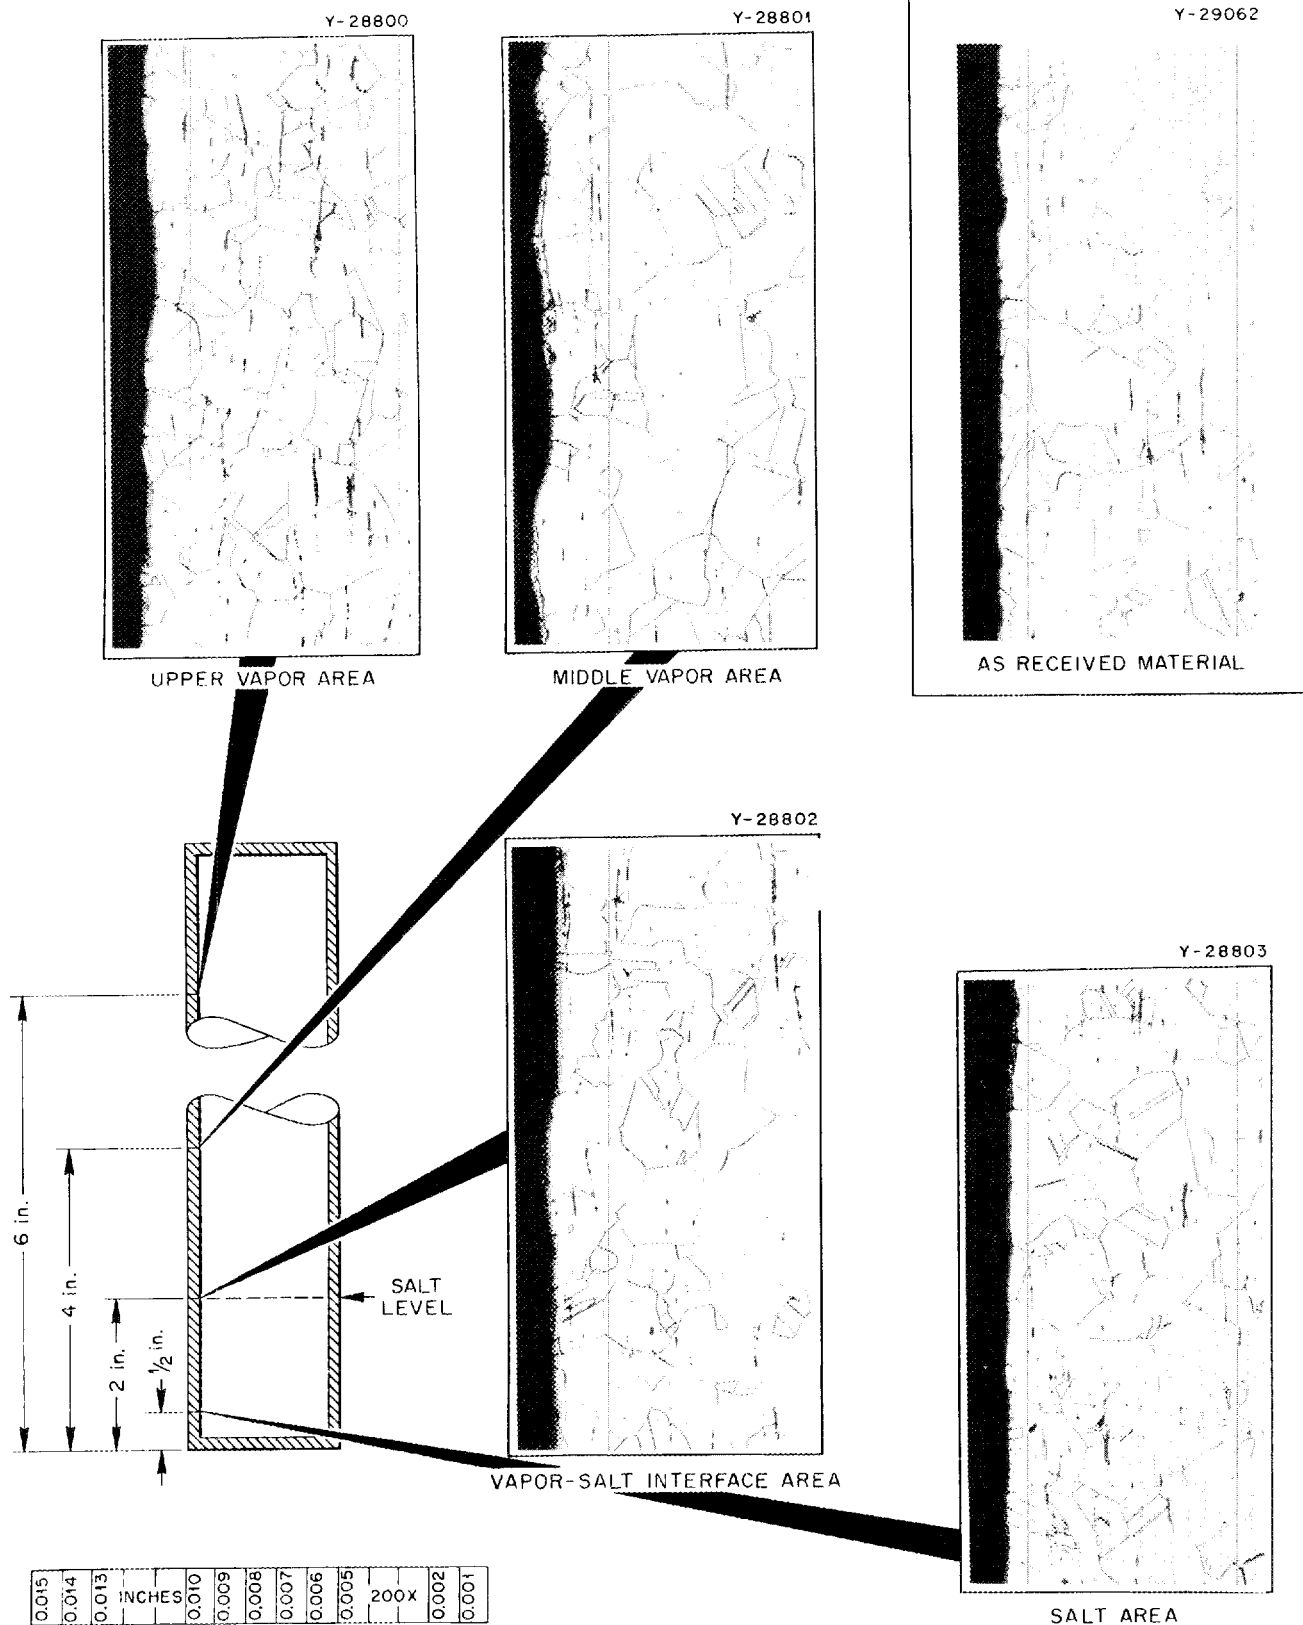 Y-28800
Y-28801
Y-29062
UPPER VAPOR AREA
MIDDLE VAPOR AREA
AS RECEIVED MATERIAL
Y-28802
Y-28803
6 in.
4 in.
2 in.
1/2 in.
SALT
LEVEL
VAPOR-SALT INTERFACE AREA
SALT AREA
0.015 0.014 0.013 INCHES 0.010 0.009 0.008 0.007 0.006 0.005 200X 0.002 0.001